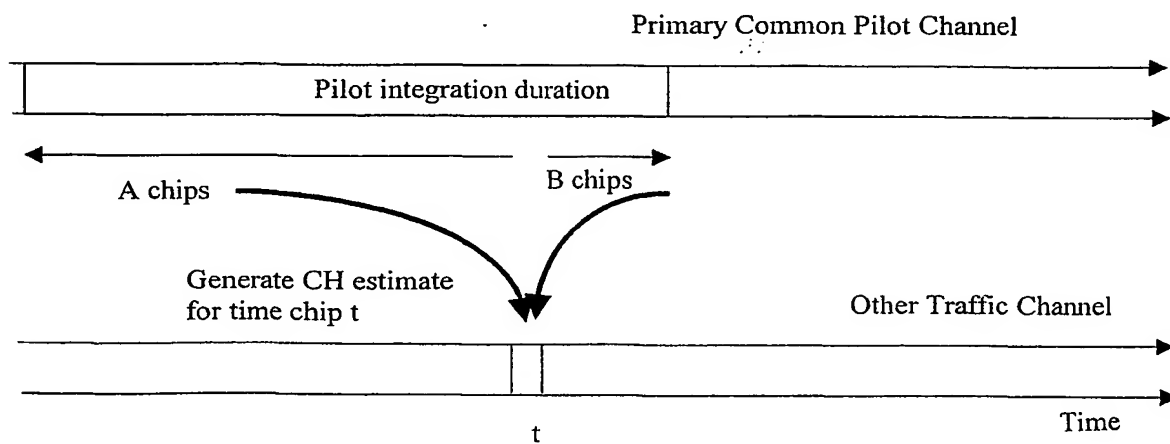 Primary Common Pilot Channel
Pilot integration duration
A chips
B chips
Generate CH estimate
for time chip t
Other Traffic Channel
Time
t